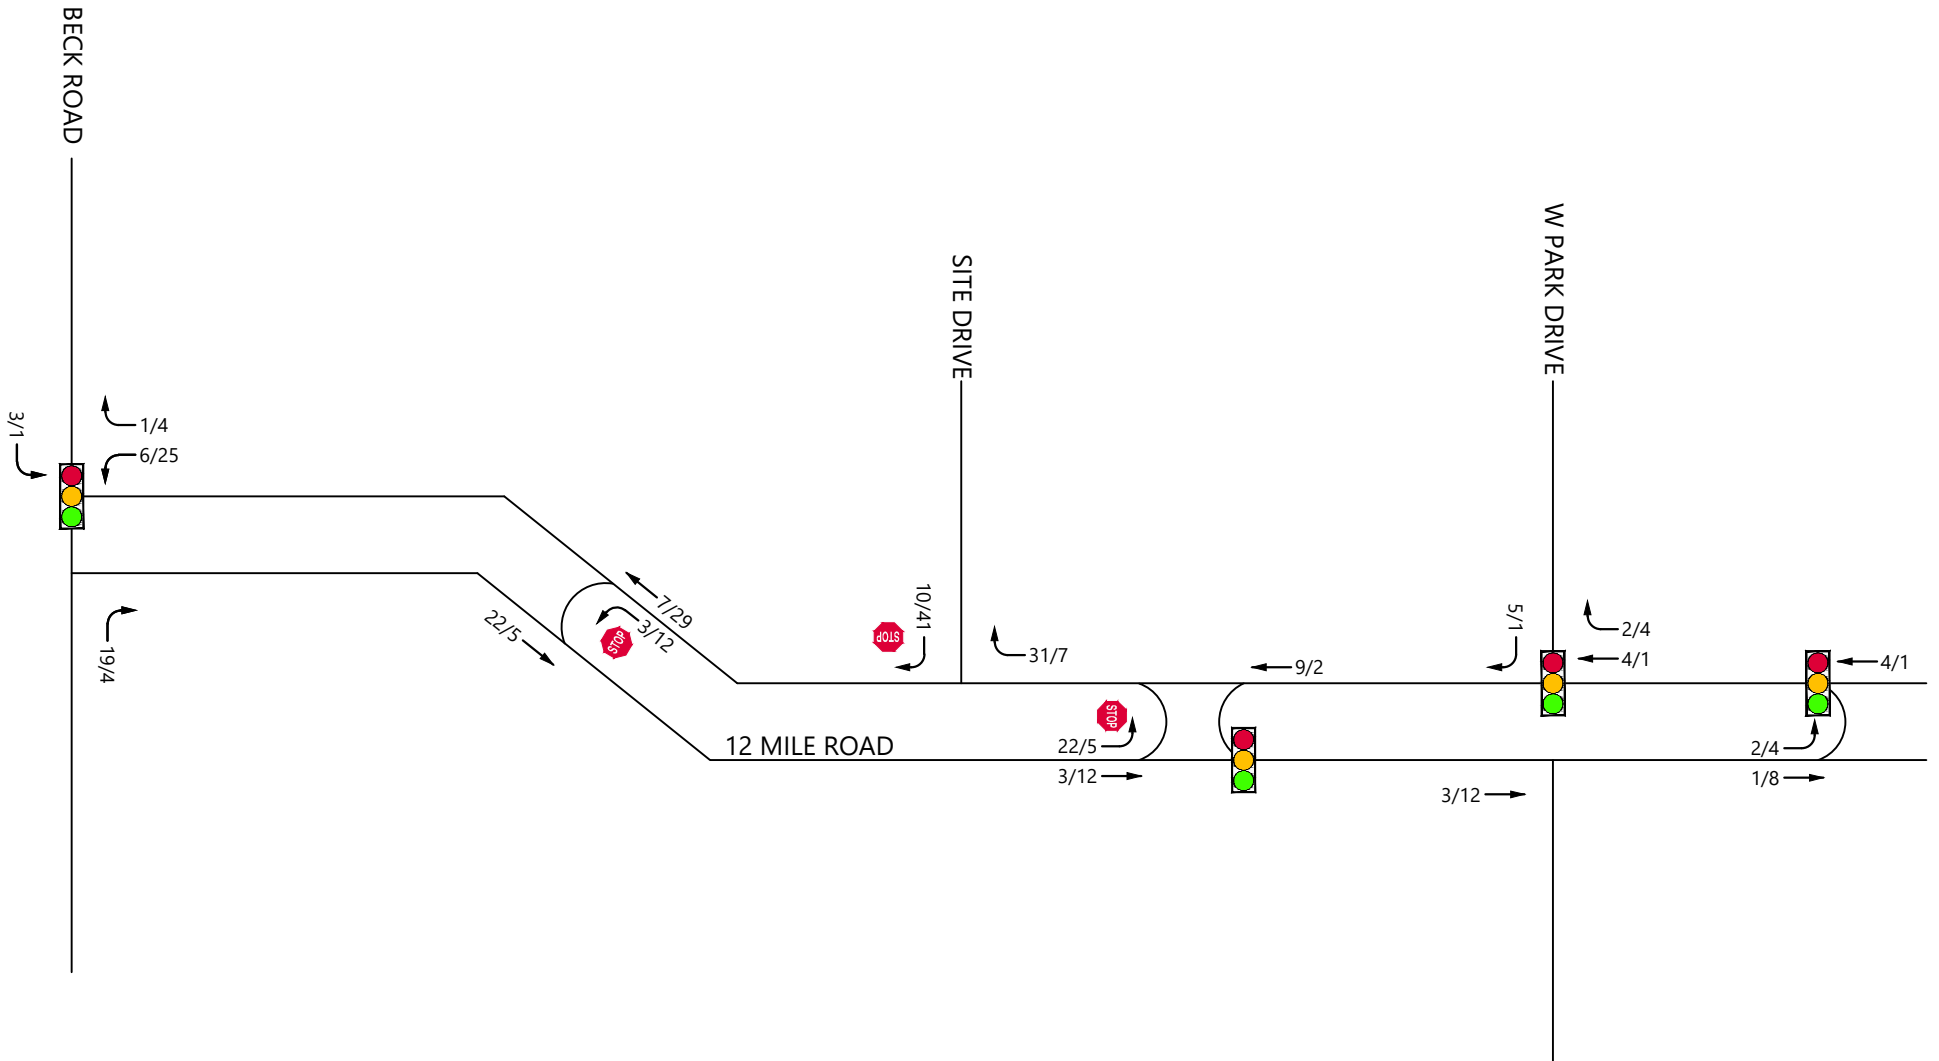 BECK ROAD
SITE DRIVE
W PARK DRIVE
3/1
1/4
6/25
19/4
22/5
7/29
3/12
STOP
STOP
10/41
31/7
STOP
22/5
3/12
12 MILE ROAD
9/2
3/12
5/1
2/4
4/1
4/1
2/4
1/8